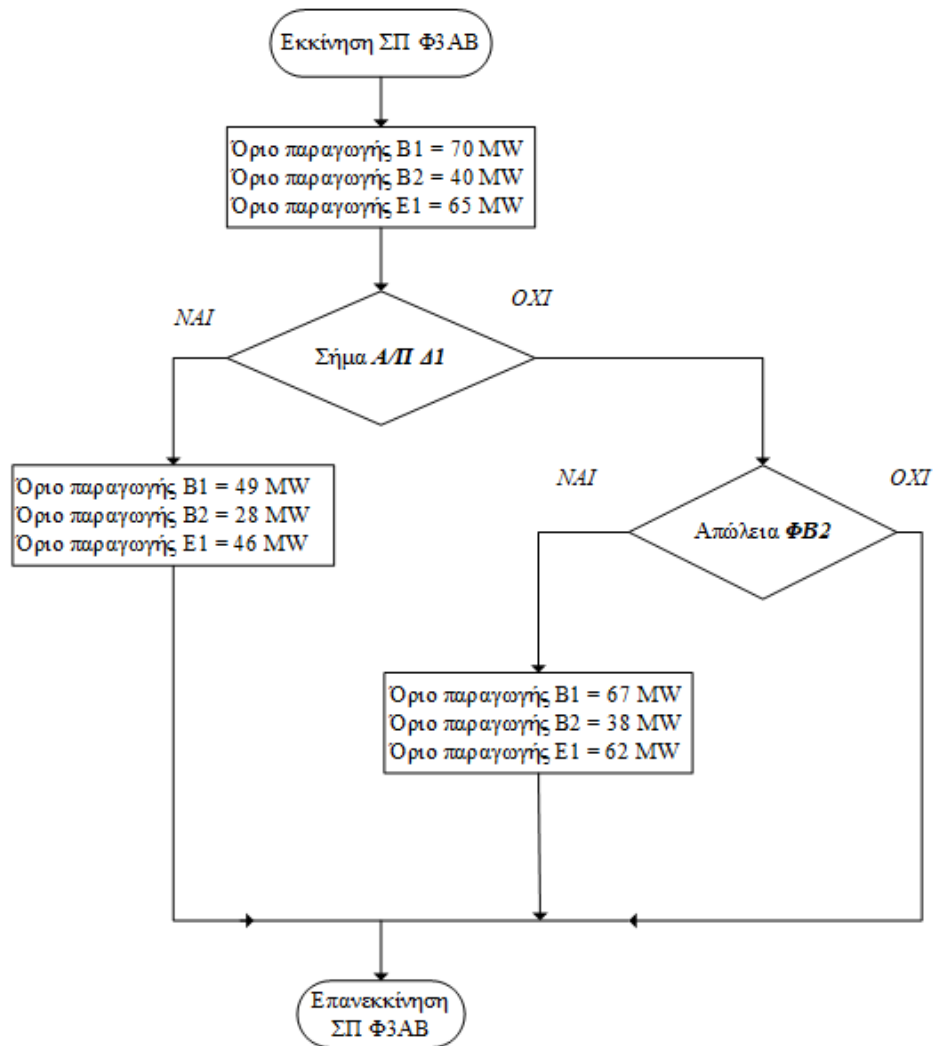 Εκκίνηση ΣΠ Φ3ΑΒ
Όριο παραγωγής Β1 = 70 MW
Όριο παραγωγής Β2 = 40 MW
Όριο παραγωγής Ε1 = 65 MW
ΝΑΙ
ΟΧΙ
Σήμα Α/Π Δ1
Όριο παραγωγής Β1 = 49 MW
Όριο παραγωγής Β2 = 28 MW
Όριο παραγωγής Ε1 = 46 MW
ΝΑΙ
ΟΧΙ
Απώλεια ΦΒ2
Όριο παραγωγής Β1 = 67 MW
Όριο παραγωγής Β2 = 38 MW
Όριο παραγωγής Ε1 = 62 MW
Επανεκκίνηση
ΣΠ Φ3ΑΒ